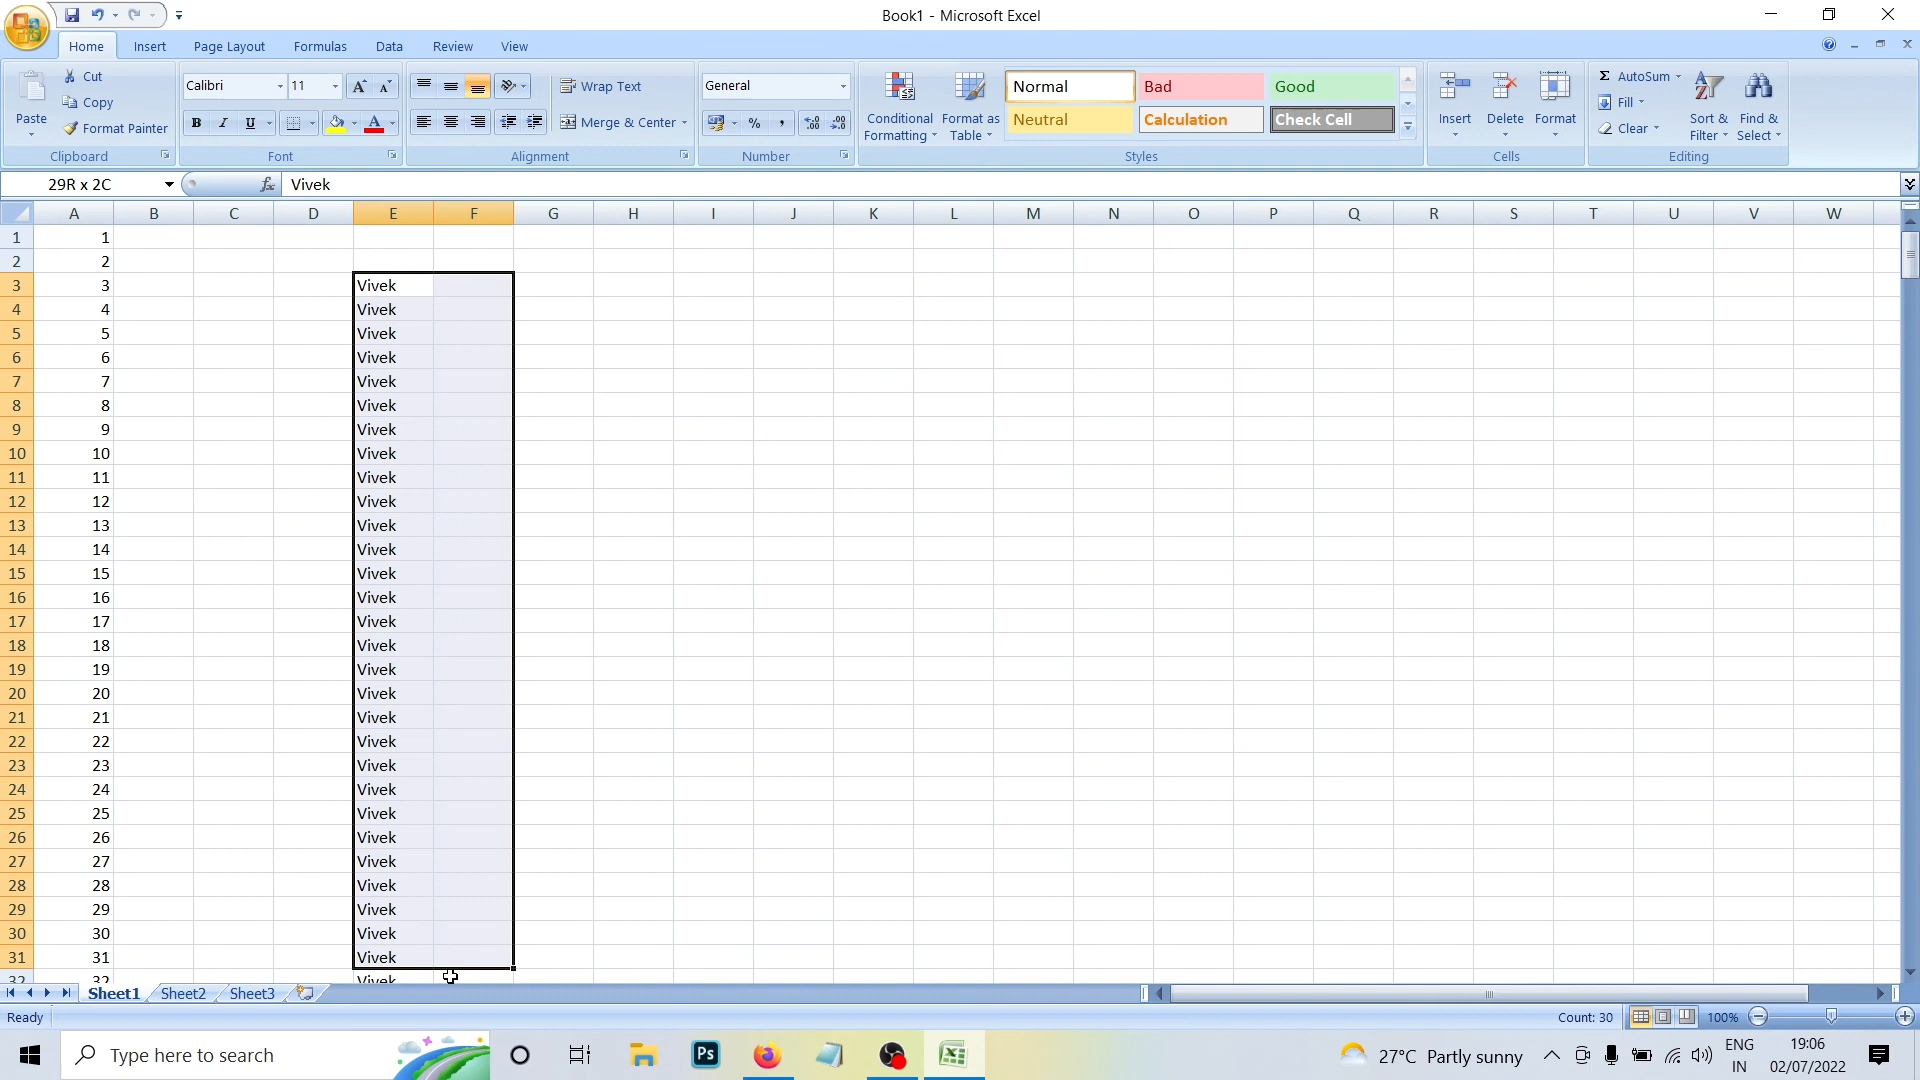 Book1 - Microsoft Excel
Home Insert Page Layout Formulas Data Review View
Paste
Cut
Copy
Format Painter
Clipboard
Calibri 11
B I U
Font
Wrap Text
Merge & Center
Alignment
General
Number
Conditional Formatting
Format as Table
Normal Bad Good
Neutral Calculation Check Cell
Styles
Insert Delete Format
Cells
Σ AutoSum
Fill
Clear
Sort & Filter
Find & Select
Editing
29R x 2C fx Vivek
A B C D E F G H I J K L M N O P Q R S T U V W
1 1
2 2
3 3 Vivek
4 4 Vivek
5 5 Vivek
6 6 Vivek
7 7 Vivek
8 8 Vivek
9 9 Vivek
10 10 Vivek
11 11 Vivek
12 12 Vivek
13 13 Vivek
14 14 Vivek
15 15 Vivek
16 16 Vivek
17 17 Vivek
18 18 Vivek
19 19 Vivek
20 20 Vivek
21 21 Vivek
22 22 Vivek
23 23 Vivek
24 24 Vivek
25 25 Vivek
26 26 Vivek
27 27 Vivek
28 28 Vivek
29 29 Vivek
30 30 Vivek
31 31 Vivek
32 32 Vivek
Sheet1 Sheet2 Sheet3
Ready Count: 30 100%
Type here to search
Ps
27°C Partly sunny
ENG
IN
19:06
02/07/2022